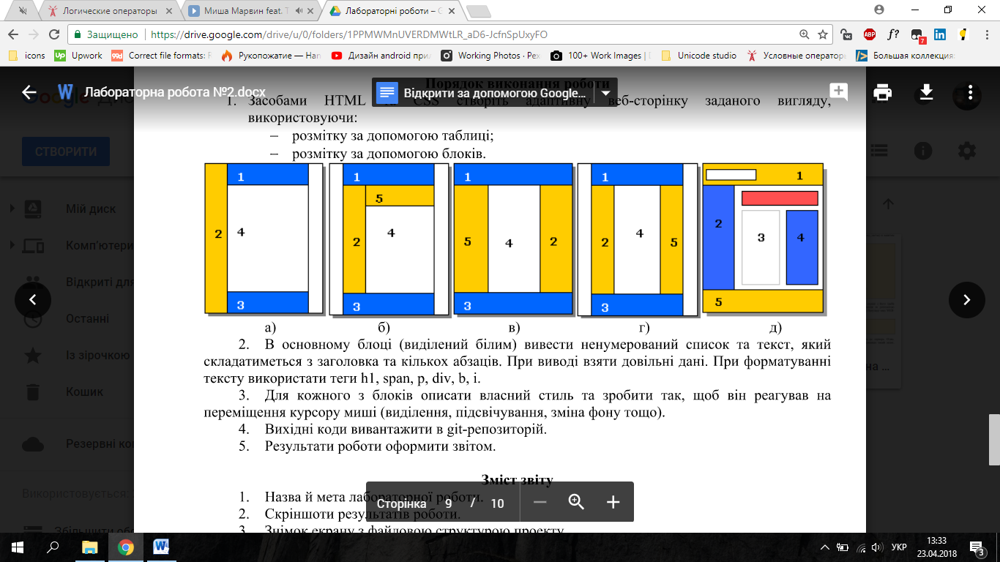 Логические операторы
Миша Марвин feat. T
Лабораторні роботи – G
Защищено
https://drive.google.com/drive/u/0/folders/1PPMWMnUVERDMWtLR_aD6-JcfnSpUxyFO
ABP
f?
7
in
icons
Up Upwork
99d Correct file formats: F
Рукопожатие — Нап
Дизайн android при
Working Photos · Pex
100+ Work Images | D
Unicode studio
Условные оператор
Большая коллекция
W
Лабораторна робота №2.docx
Відкрити за допомогою Google...
СТВОРИТИ
Мій диск
Комп'ютери
Відкриті для
Останні
Із зірочкою
Кошик
Резервні ко
Використовується:
Збільшити об
Порядок виконання роботи
1. Засобами HTML та CSS створіть адаптивну веб-сторінку заданого вигляду,
використовуючи:
– розмітку за допомогою таблиці;
– розмітку за допомогою блоків.
1 2 4 3
1 5 2 4 3
1 5 4 2 3
1 2 4 5 3
1 2 3 4 5
а) б) в) г) д)
2. В основному блоці (виділений білим) вивести ненумерований список та текст, який
складатиметься з заголовка та кількох абзаців. При виводі взяти довільні дані. При форматуванні
тексту використати теги h1, span, p, div, b, i.
3. Для кожного з блоків описати власний стиль та зробити так, щоб він реагував на
переміщення курсору миші (виділення, підсвічування, зміна фону тощо).
4. Вихідні коди вивантажити в git-репозиторій.
5. Результати роботи оформити звітом.
Зміст звіту
1. Назва й мета лабораторної роботи.
2. Скріншоти результатів роботи.
3. Знімок екрану з файловою структурою проекту
Сторінка 9 / 10
УКР
13:33
23.04.2018
3